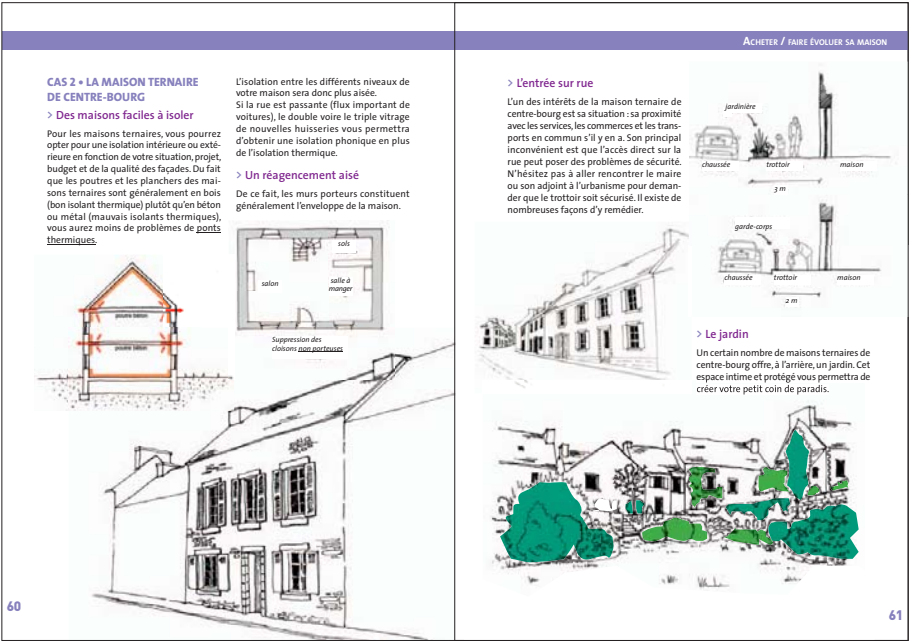 ACHETER / FAIRE ÉVOLUER SA MAISON
CAS 2 • LA MAISON TERNAIRE
DE CENTRE-BOURG
> Des maisons faciles à isoler
Pour les maisons ternaires, vous pourrez
opter pour une isolation intérieure ou exté-
rieure en fonction de votre situation, projet,
budget et de la qualité des façades. Du fait
que les poutres et les planchers des mai-
sons ternaires sont généralement en bois
(bon isolant thermique) plutôt qu'en béton
ou métal (mauvais isolants thermiques),
vous aurez moins de problèmes de ponts
thermiques.
poutre béton
poutre béton
L'isolation entre les différents niveaux de
votre maison sera donc plus aisée.
Si la rue est passante (flux important de
voitures), le double voire le triple vitrage
de nouvelles huisseries vous permettra
d'obtenir une isolation phonique en plus
de l'isolation thermique.
> Un réagencement aisé
De ce fait, les murs porteurs constituent
généralement l'enveloppe de la maison.
sals
salon
salle à
manger
Suppression des
cloisons non porteuses
60
> L'entrée sur rue
L'un des intérêts de la maison ternaire de
centre-bourg est sa situation : sa proximité
avec les services, les commerces et les trans-
ports en commun s'il y en a. Son principal
inconvénient est que l'accès direct sur la
rue peut poser des problèmes de sécurité.
N'hésitez pas à aller rencontrer le maire
ou son adjoint à l'urbanisme pour deman-
der que le trottoir soit sécurisé. Il existe de
nombreuses façons d'y remédier.
jardinière
chaussée trottoir maison
3 m
garde-corps
chaussée trottoir maison
2 m
> Le jardin
Un certain nombre de maisons ternaires de
centre-bourg offre, à l'arrière, un jardin. Cet
espace intime et protégé vous permettra de
créer votre petit coin de paradis.
61